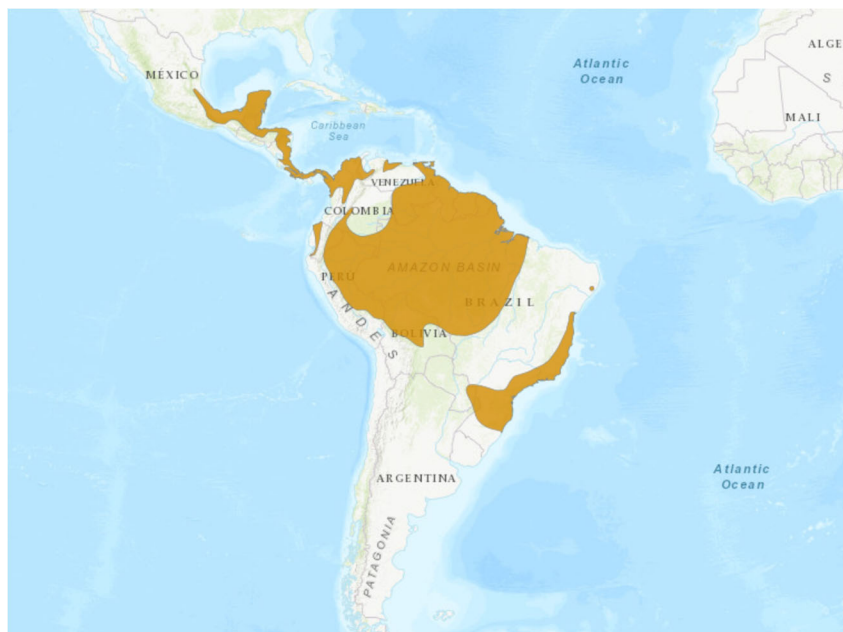 Atlantic
Ocean
ALGE
S
MÉXICO
MALI
Caribbean
Sea
VENEZUELA
COLOMBIA
AMAZON BASIN
PERU
BRAZIL
ANDES
BOLIVIA
Atlantic
Ocean
ARGENTINA
PATAGONIA